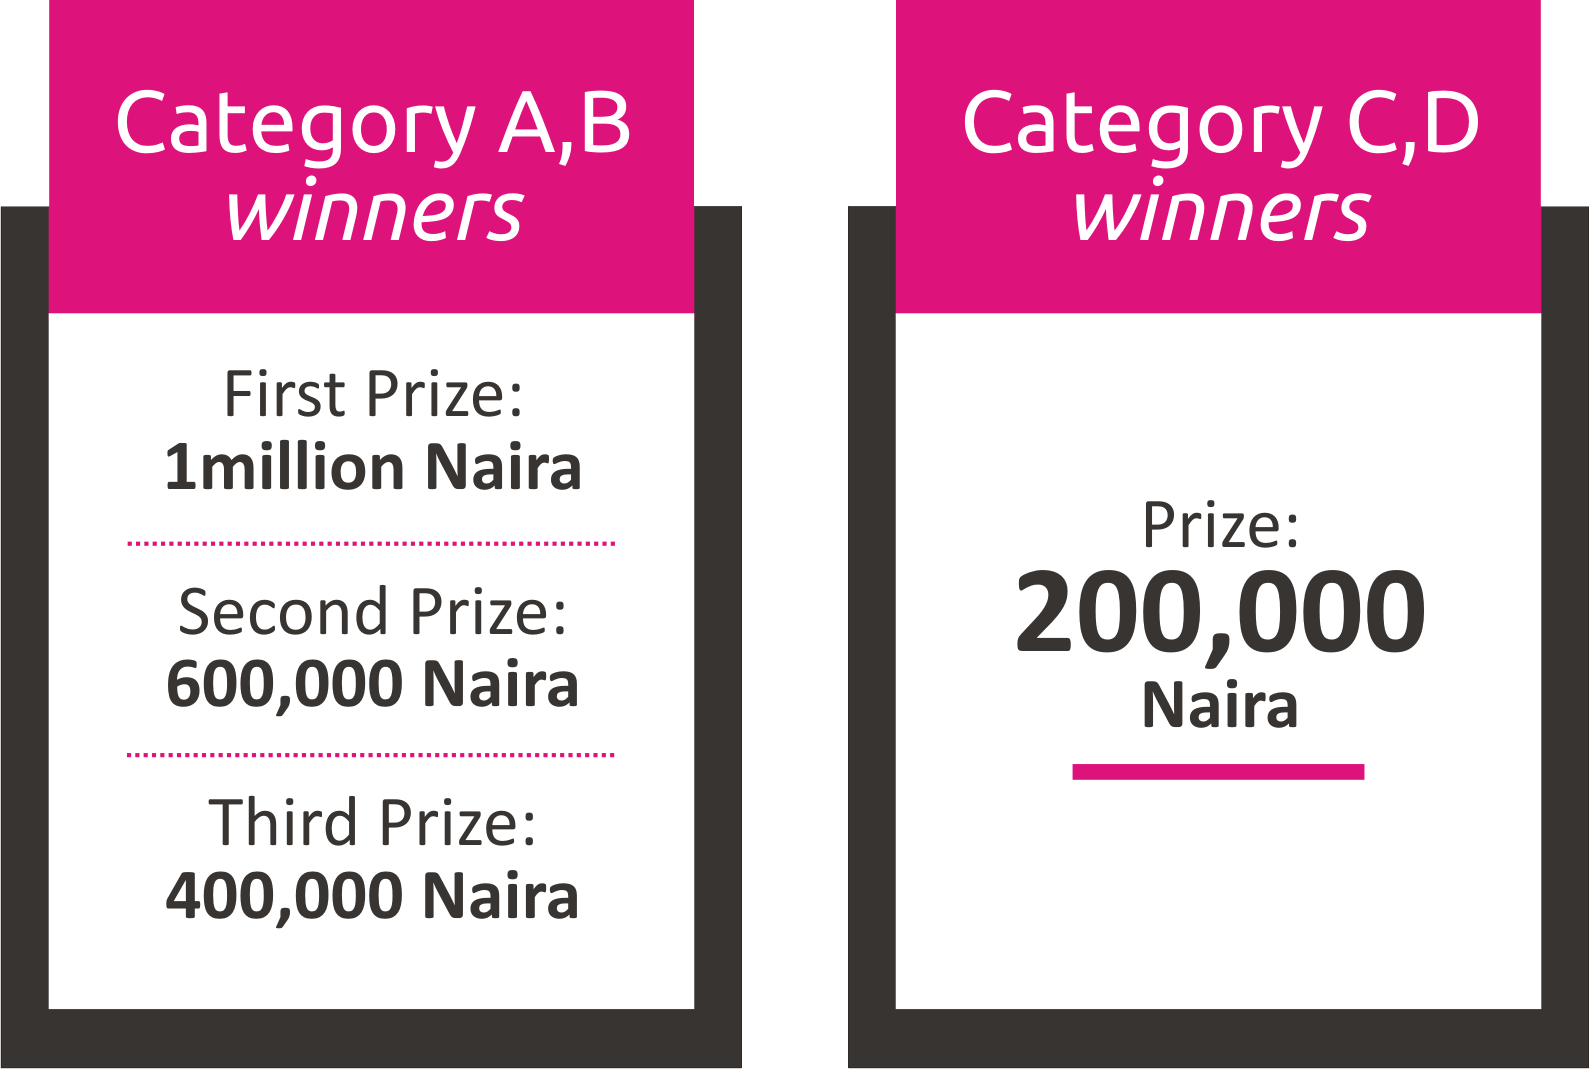 Category A,B
winners
First Prize:
1million Naira
Second Prize:
600,000 Naira
Third Prize:
400,000 Naira
Category C,D
winners
Prize:
200,000
Naira